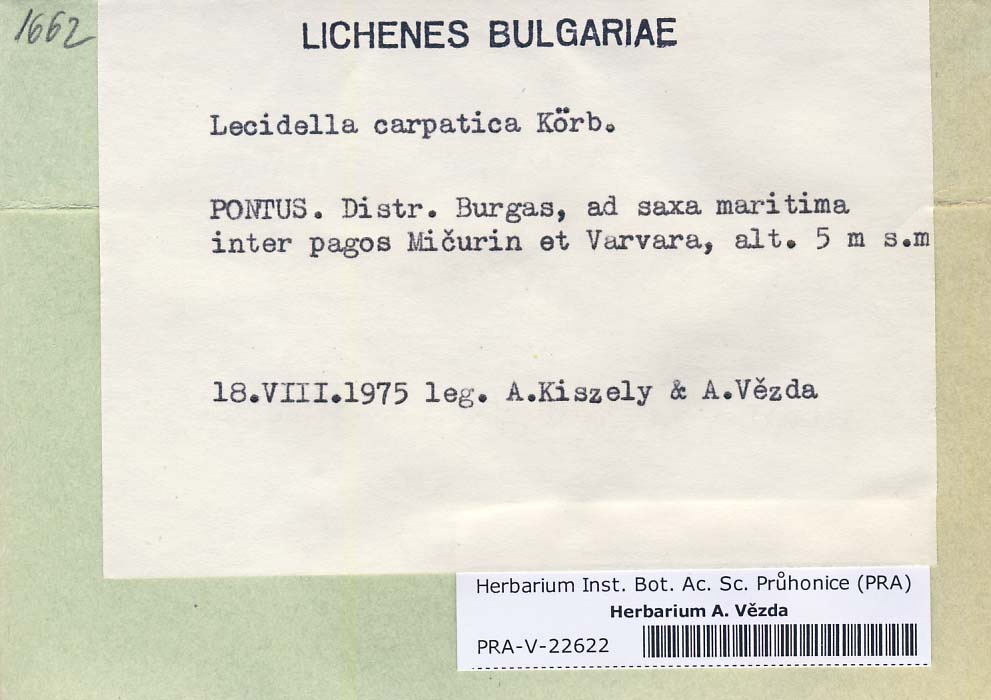 1662
LICHENES BULGARIAE
Lecidella carpatica Körb.
PONTUS. Distr. Burgas, ad saxa maritima
inter pagos Mičurin et Varvara, alt. 5 m s.m
18.VIII.1975 leg. A.Kiszely & A.Vězda
Herbarium Inst. Bot. Ac. Sc. Průhonice (PRA)
Herbarium A. Vězda
PRA-V-22622